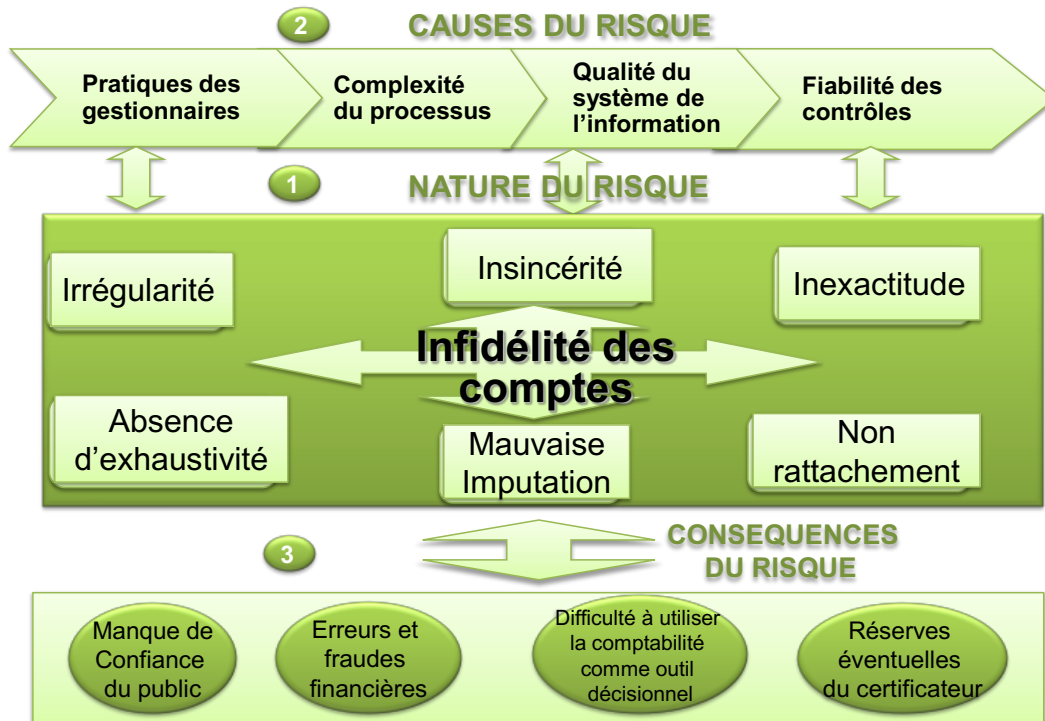 2
CAUSES DU RISQUE
Pratiques des
gestionnaires
Complexité
du processus
Qualité du
système de
l’information
Fiabilité des
contrôles
1
NATURE DU RISQUE
Irrégularité
Insincérité
Inexactitude
Infidélité des
comptes
Absence
d’exhaustivité
Mauvaise
Imputation
Non
rattachement
3
CONSEQUENCES
DU RISQUE
Manque de
Confiance
du public
Erreurs et
fraudes
financières
Difficulté à utiliser
la comptabilité
comme outil
décisionnel
Réserves
éventuelles
du certificateur